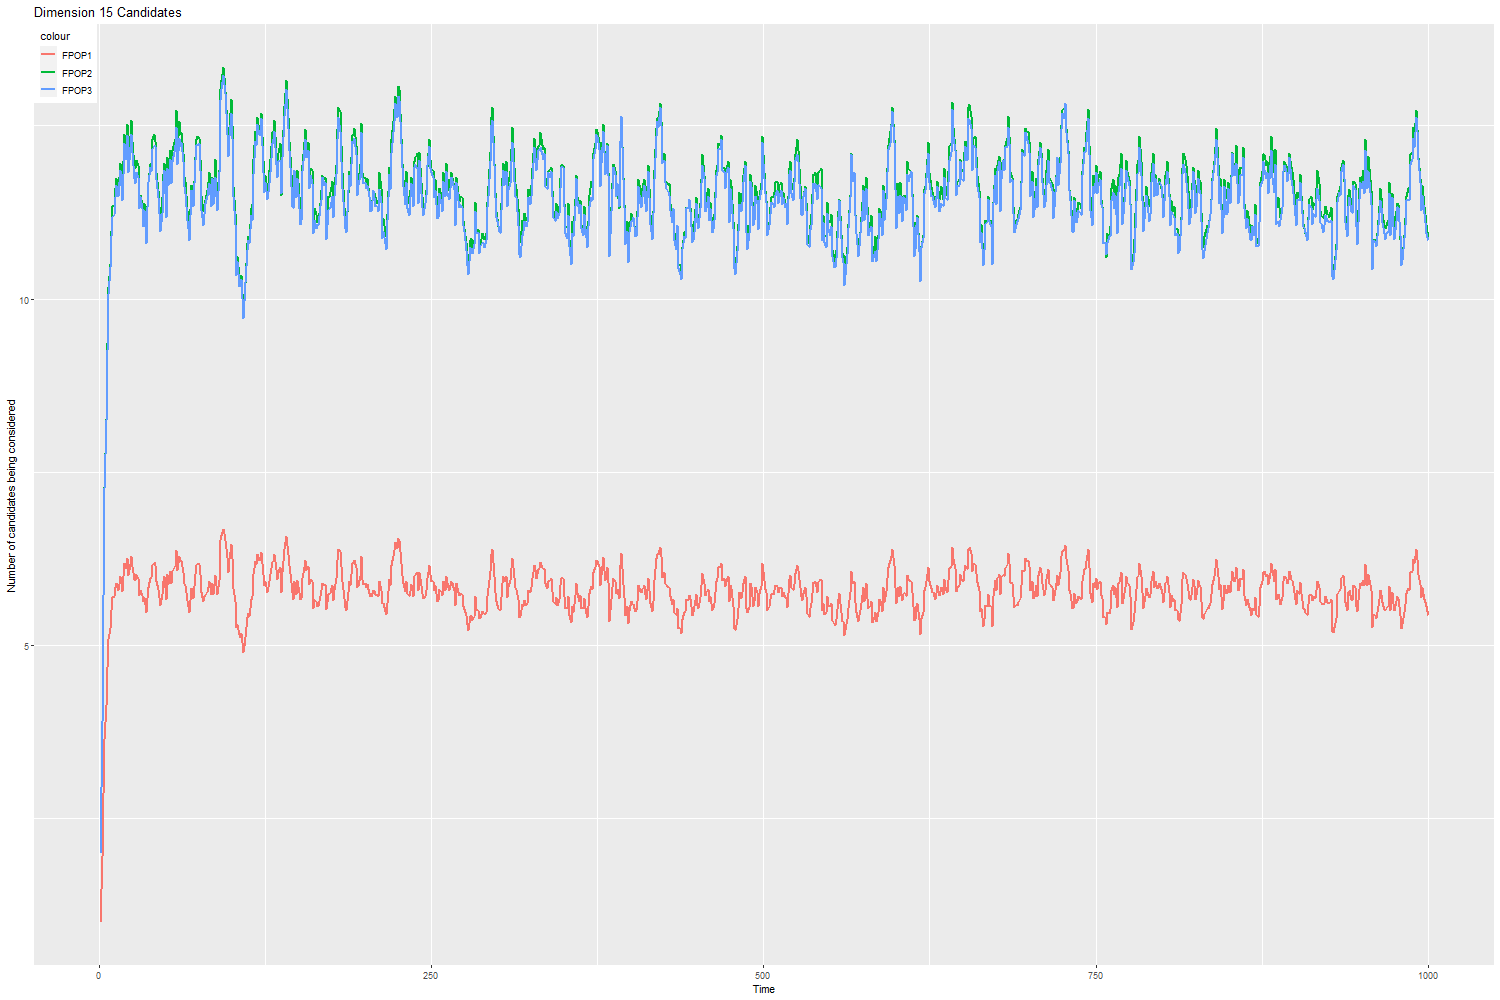 Dimension 15 Candidates
colour
FPOP1
FPOP2
FPOP3
Number of candidates being considered
10
5
0
250
500
750
1000
Time